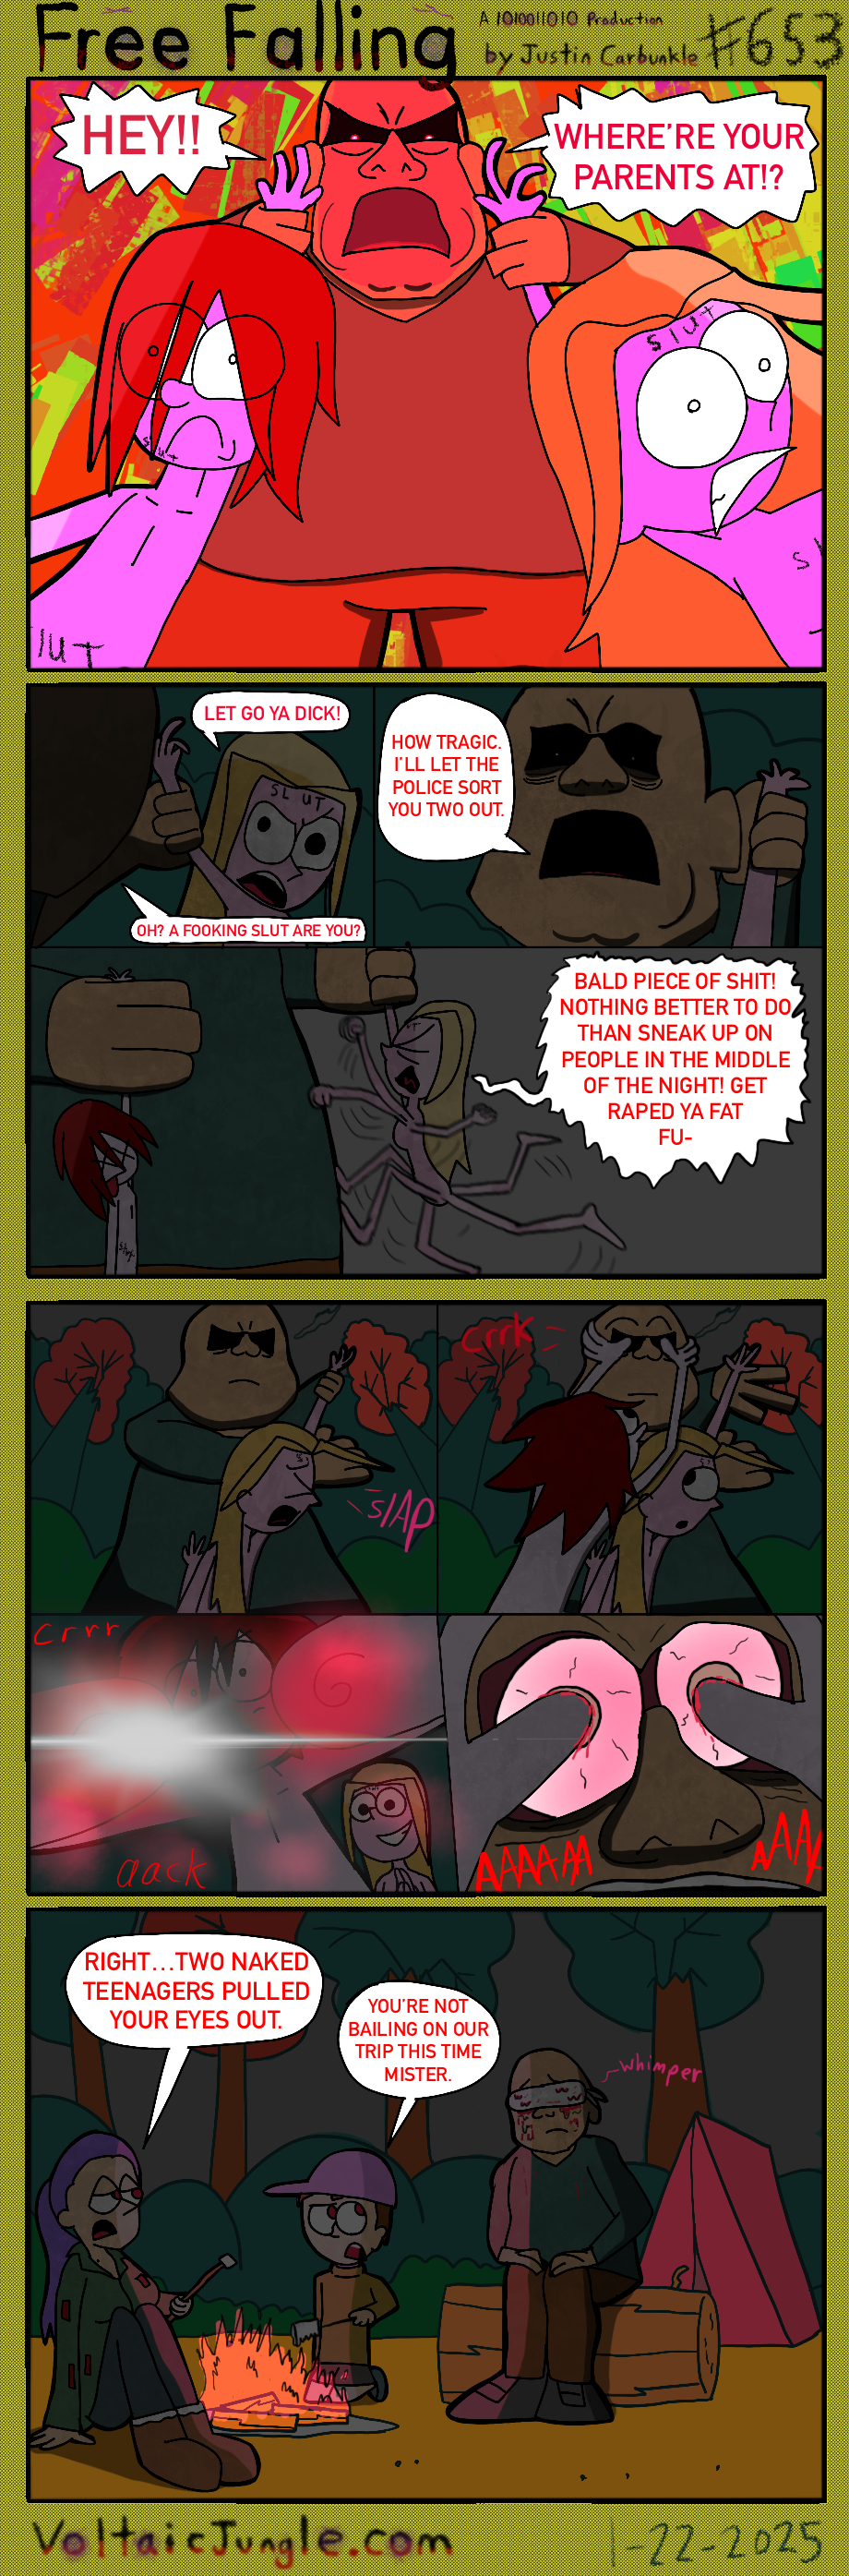 Free Falling
A 1010011010 Production
by Justin Carbunkle
#653
HEY!!
WHERE'RE YOUR
PARENTS AT!?
slut
slut
lut
s
LET GO YA DICK!
SLUT
OH? A FOOKING SLUT ARE YOU?
HOW TRAGIC.
I'LL LET THE
POLICE SORT
YOU TWO OUT.
BALD PIECE OF SHIT!
NOTHING BETTER TO DO
THAN SNEAK UP ON
PEOPLE IN THE MIDDLE
OF THE NIGHT! GET
RAPED YA FAT
FU-
slAp
crrk
crrr
aack
AAAAAA
AAAA
RIGHT...TWO NAKED
TEENAGERS PULLED
YOUR EYES OUT.
YOU'RE NOT
BAILING ON OUR
TRIP THIS TIME
MISTER.
whimper
VoltaicJungle.com
1-22-2025